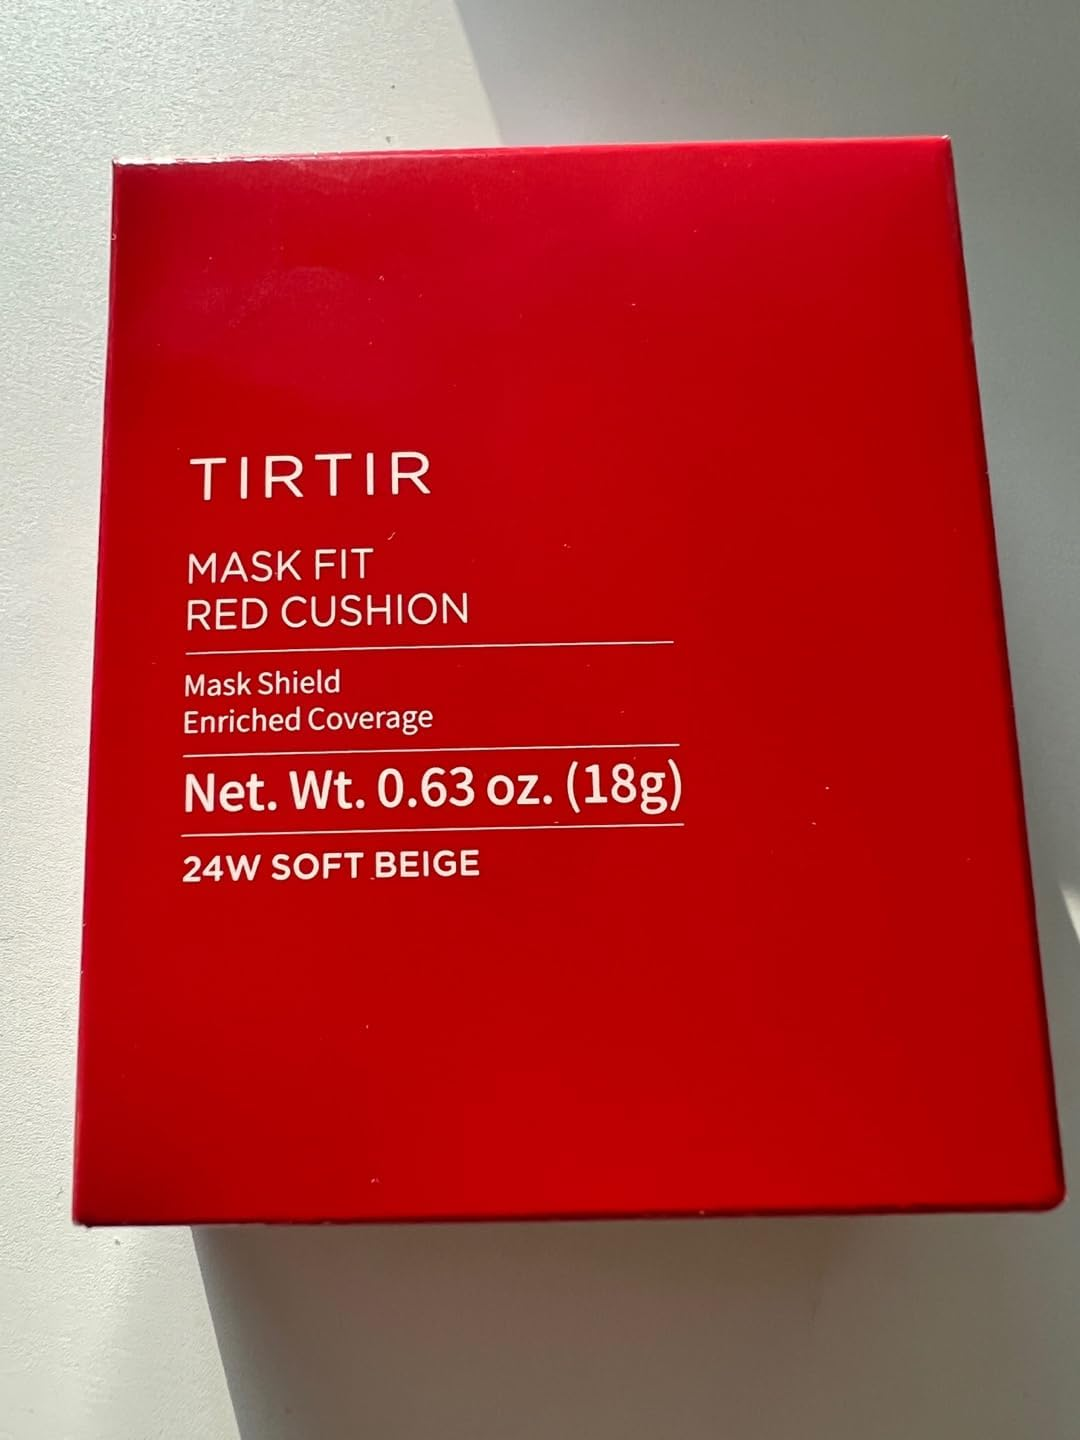 TIRTIR
MASK FIT
RED CUSHION
Mask Shield
Enriched Coverage
Net. Wt. 0.63 oz. (18g)
24W SOFT BEIGE